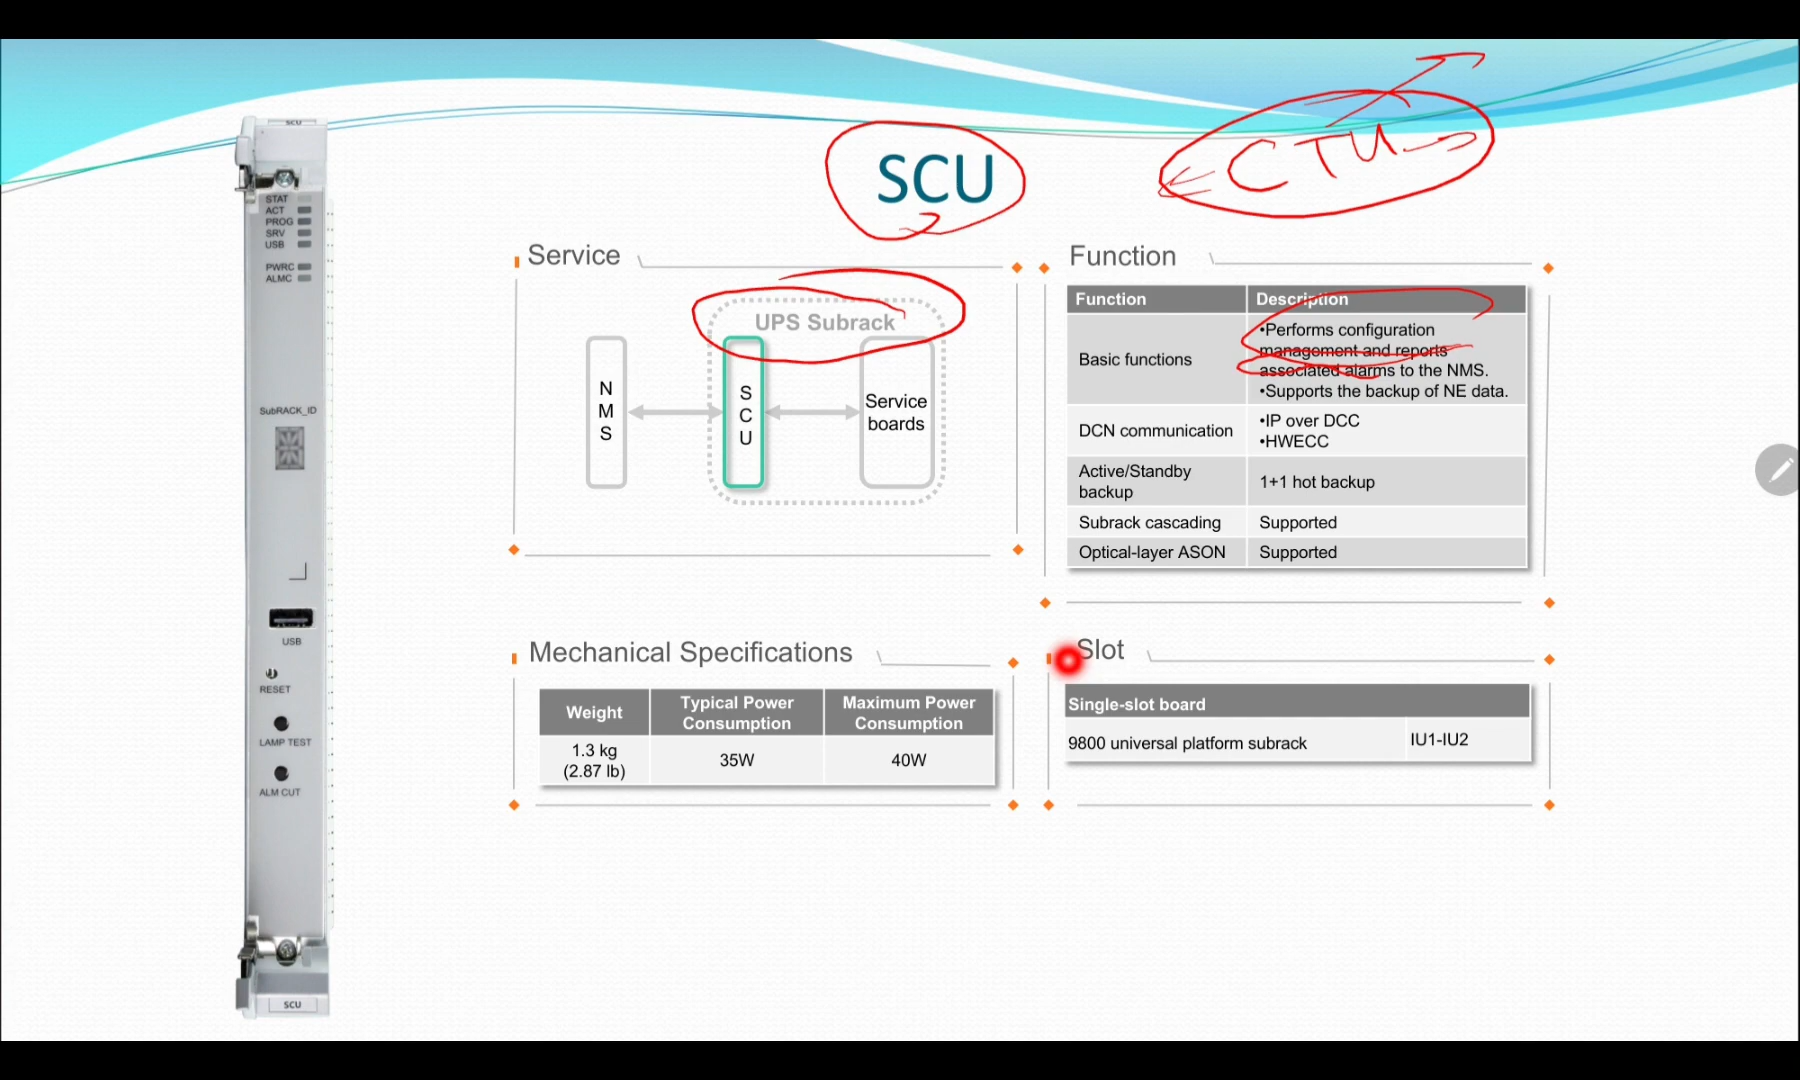 SCU
CTU
SCU
STAT
ACT
PROG
SRV
USB
PWRC
ALMC
SubRACK_ID
USB
RESET
LAMP TEST
ALM CUT
SCU
Service
UPS Subrack
NMS
SCU
Service
boards
Function
Function Description
Basic functions
•Performs configuration
management and reports
associated alarms to the NMS.
•Supports the backup of NE data.
DCN communication
•IP over DCC
•HWECC
Active/Standby
backup
1+1 hot backup
Subrack cascading Supported
Optical-layer ASON Supported
Mechanical Specifications
Weight
Typical Power
Consumption
Maximum Power
Consumption
1.3 kg
(2.87 lb)
35W
40W
Slot
Single-slot board
9800 universal platform subrack IU1-IU2